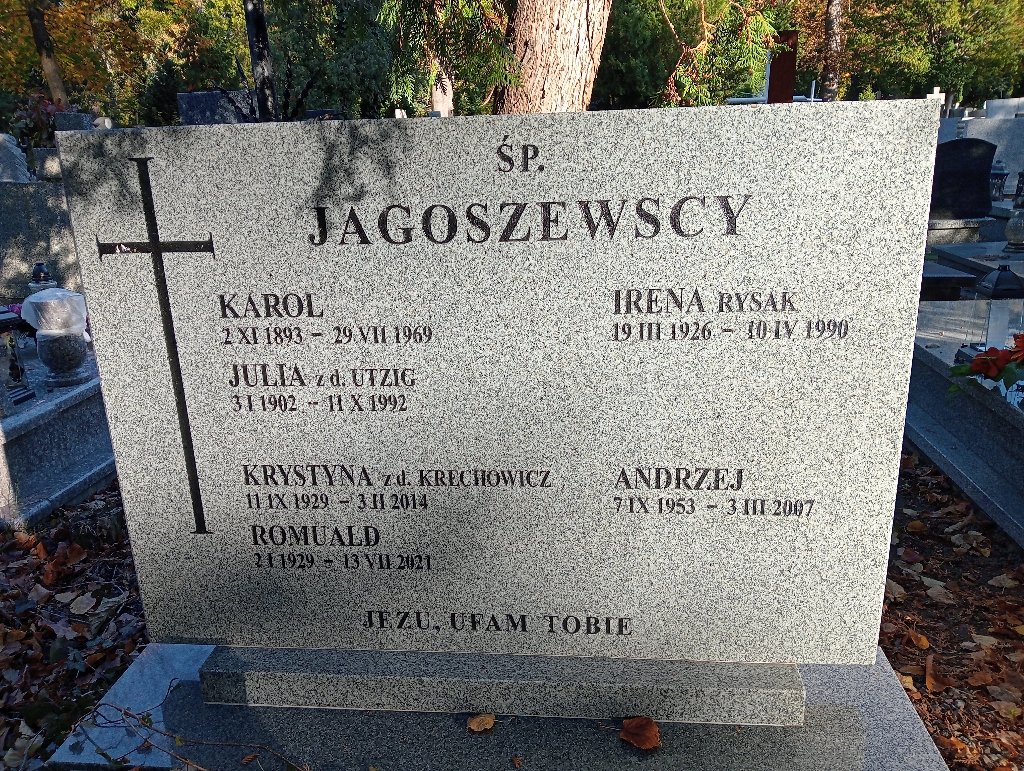 ŚP.
JAGOSZEWSCY
KAROL
2 XI 1893 – 29 VII 1969
JULIA z d. UTZIG
3 I 1902 – 11 X 1992
IRENA RYSAK
19 III 1926 – 10 IV 1990
KRYSTYNA z d. KRECHOWICZ
11 IX 1929 – 3 II 2014
ROMUALD
2 I 1929 – 13 VII 2021
ANDRZEJ
7 IX 1953 – 3 III 2007
JEZU, UFAM TOBIE